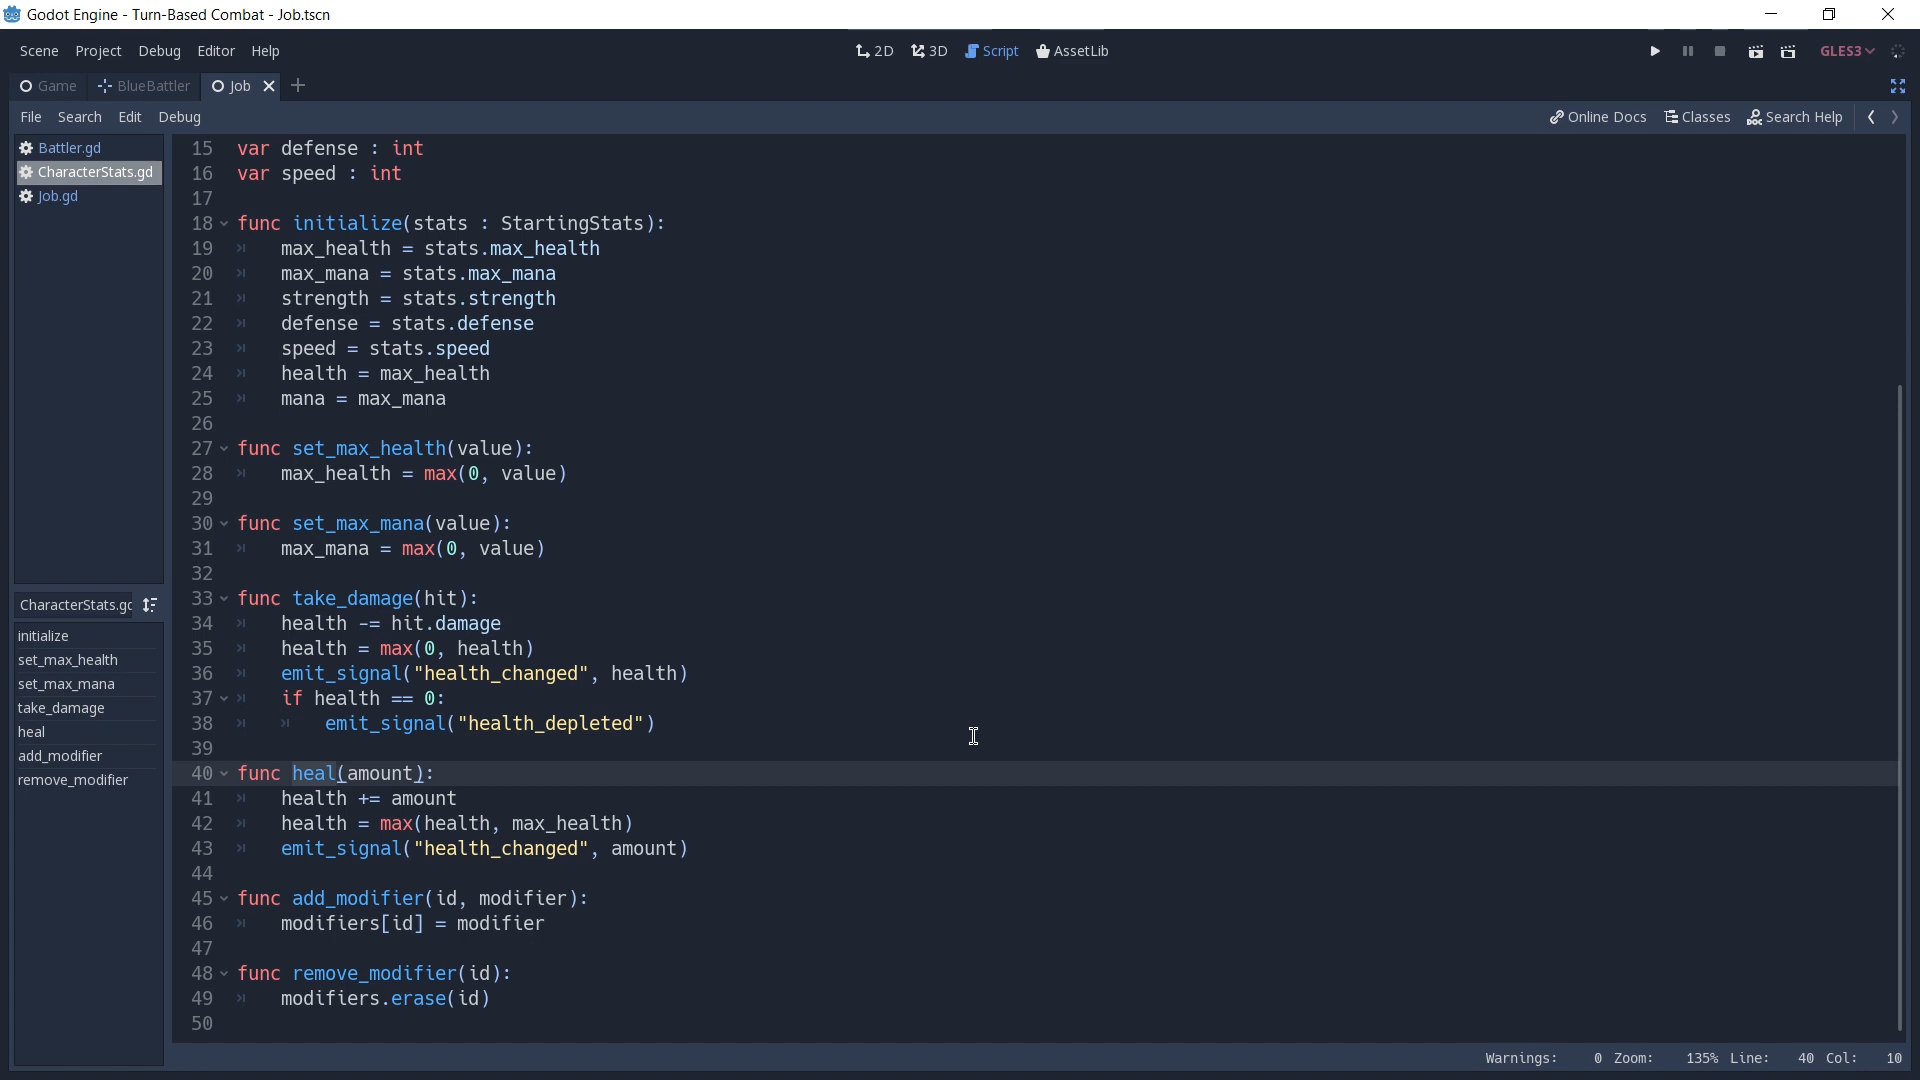 Godot Engine - Turn-Based Combat - Job.tscn
Scene Project Debug Editor Help
2D 3D Script AssetLib
GLES3
Game BlueBattler Job
File Search Edit Debug
Online Docs Classes Search Help
Battler.gd
CharacterStats.gd
Job.gd
CharacterStats.gd
initialize
set_max_health
set_max_mana
take_damage
heal
add_modifier
remove_modifier
15 var defense : int
16 var speed : int
17
18 func initialize(stats : StartingStats):
19 max_health = stats.max_health
20 max_mana = stats.max_mana
21 strength = stats.strength
22 defense = stats.defense
23 speed = stats.speed
24 health = max_health
25 mana = max_mana
26
27 func set_max_health(value):
28 max_health = max(0, value)
29
30 func set_max_mana(value):
31 max_mana = max(0, value)
32
33 func take_damage(hit):
34 health -= hit.damage
35 health = max(0, health)
36 emit_signal("health_changed", health)
37 if health == 0:
38 emit_signal("health_depleted")
39
40 func heal(amount):
41 health += amount
42 health = max(health, max_health)
43 emit_signal("health_changed", amount)
44
45 func add_modifier(id, modifier):
46 modifiers[id] = modifier
47
48 func remove_modifier(id):
49 modifiers.erase(id)
50
Warnings: 0 Zoom: 135% Line: 40 Col: 10